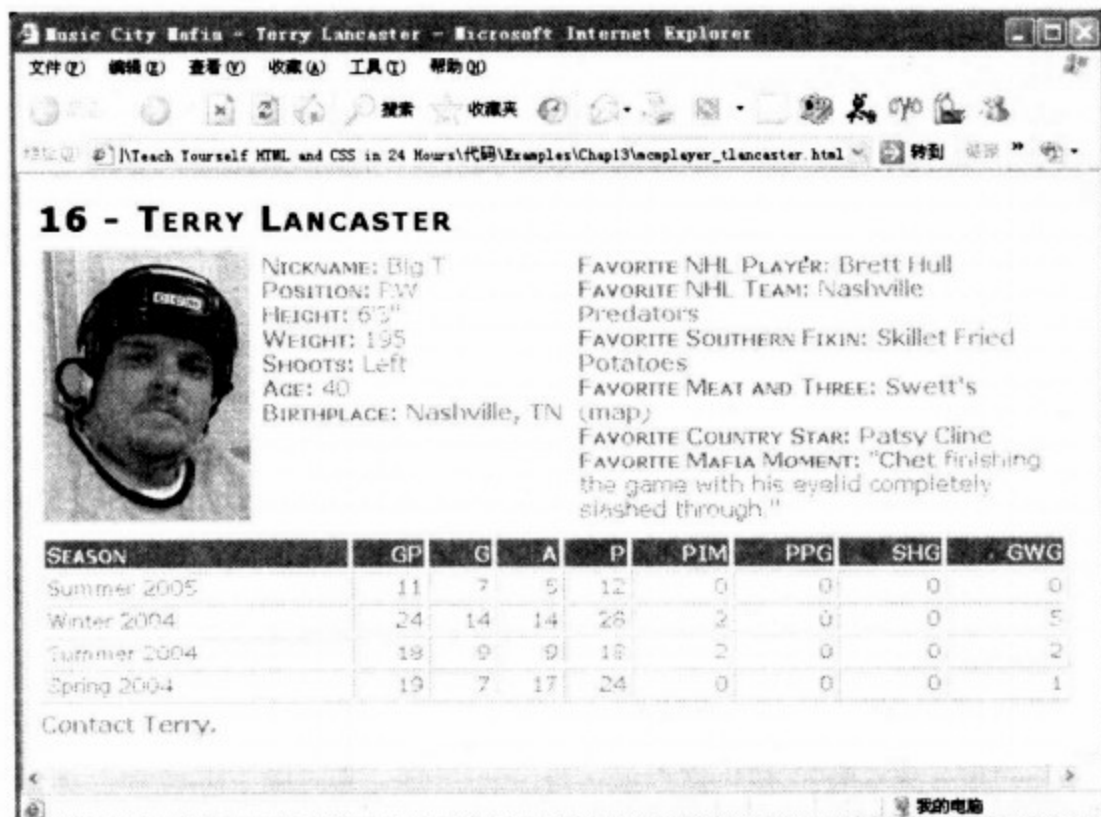 Music City Mafia - Terry Lancaster - Microsoft Internet Explorer
文件(F) 编辑(E) 查看(V) 收藏(A) 工具(T) 帮助(H)
搜索 收藏夹
地址(D) \Teach Yourself HTML and CSS in 24 Hours\代码\Examples\Chap13\mcmplayer_tlancaster.html 转到 链接 »
16 - TERRY LANCASTER
NICKNAME: Big T
POSITION: RW
HEIGHT: 6'3"
WEIGHT: 195
SHOOTS: Left
AGE: 40
BIRTHPLACE: Nashville, TN
FAVORITE NHL PLAYER: Brett Hull
FAVORITE NHL TEAM: Nashville
Predators
FAVORITE SOUTHERN FIXIN: Skillet Fried
Potatoes
FAVORITE MEAT AND THREE: Swett's
(map)
FAVORITE COUNTRY STAR: Patsy Cline
FAVORITE MAFIA MOMENT: "Chet finishing
the game with his eyelid completely
slashed through."
SEASON GP G A P PIM PPG SHG GWG
Summer 2005 11 7 5 12 0 0 0 0
Winter 2004 24 14 14 28 2 0 0 5
Summer 2004 18 9 9 18 2 0 0 2
Spring 2004 19 7 17 24 0 0 0 1
Contact Terry.
我的电脑